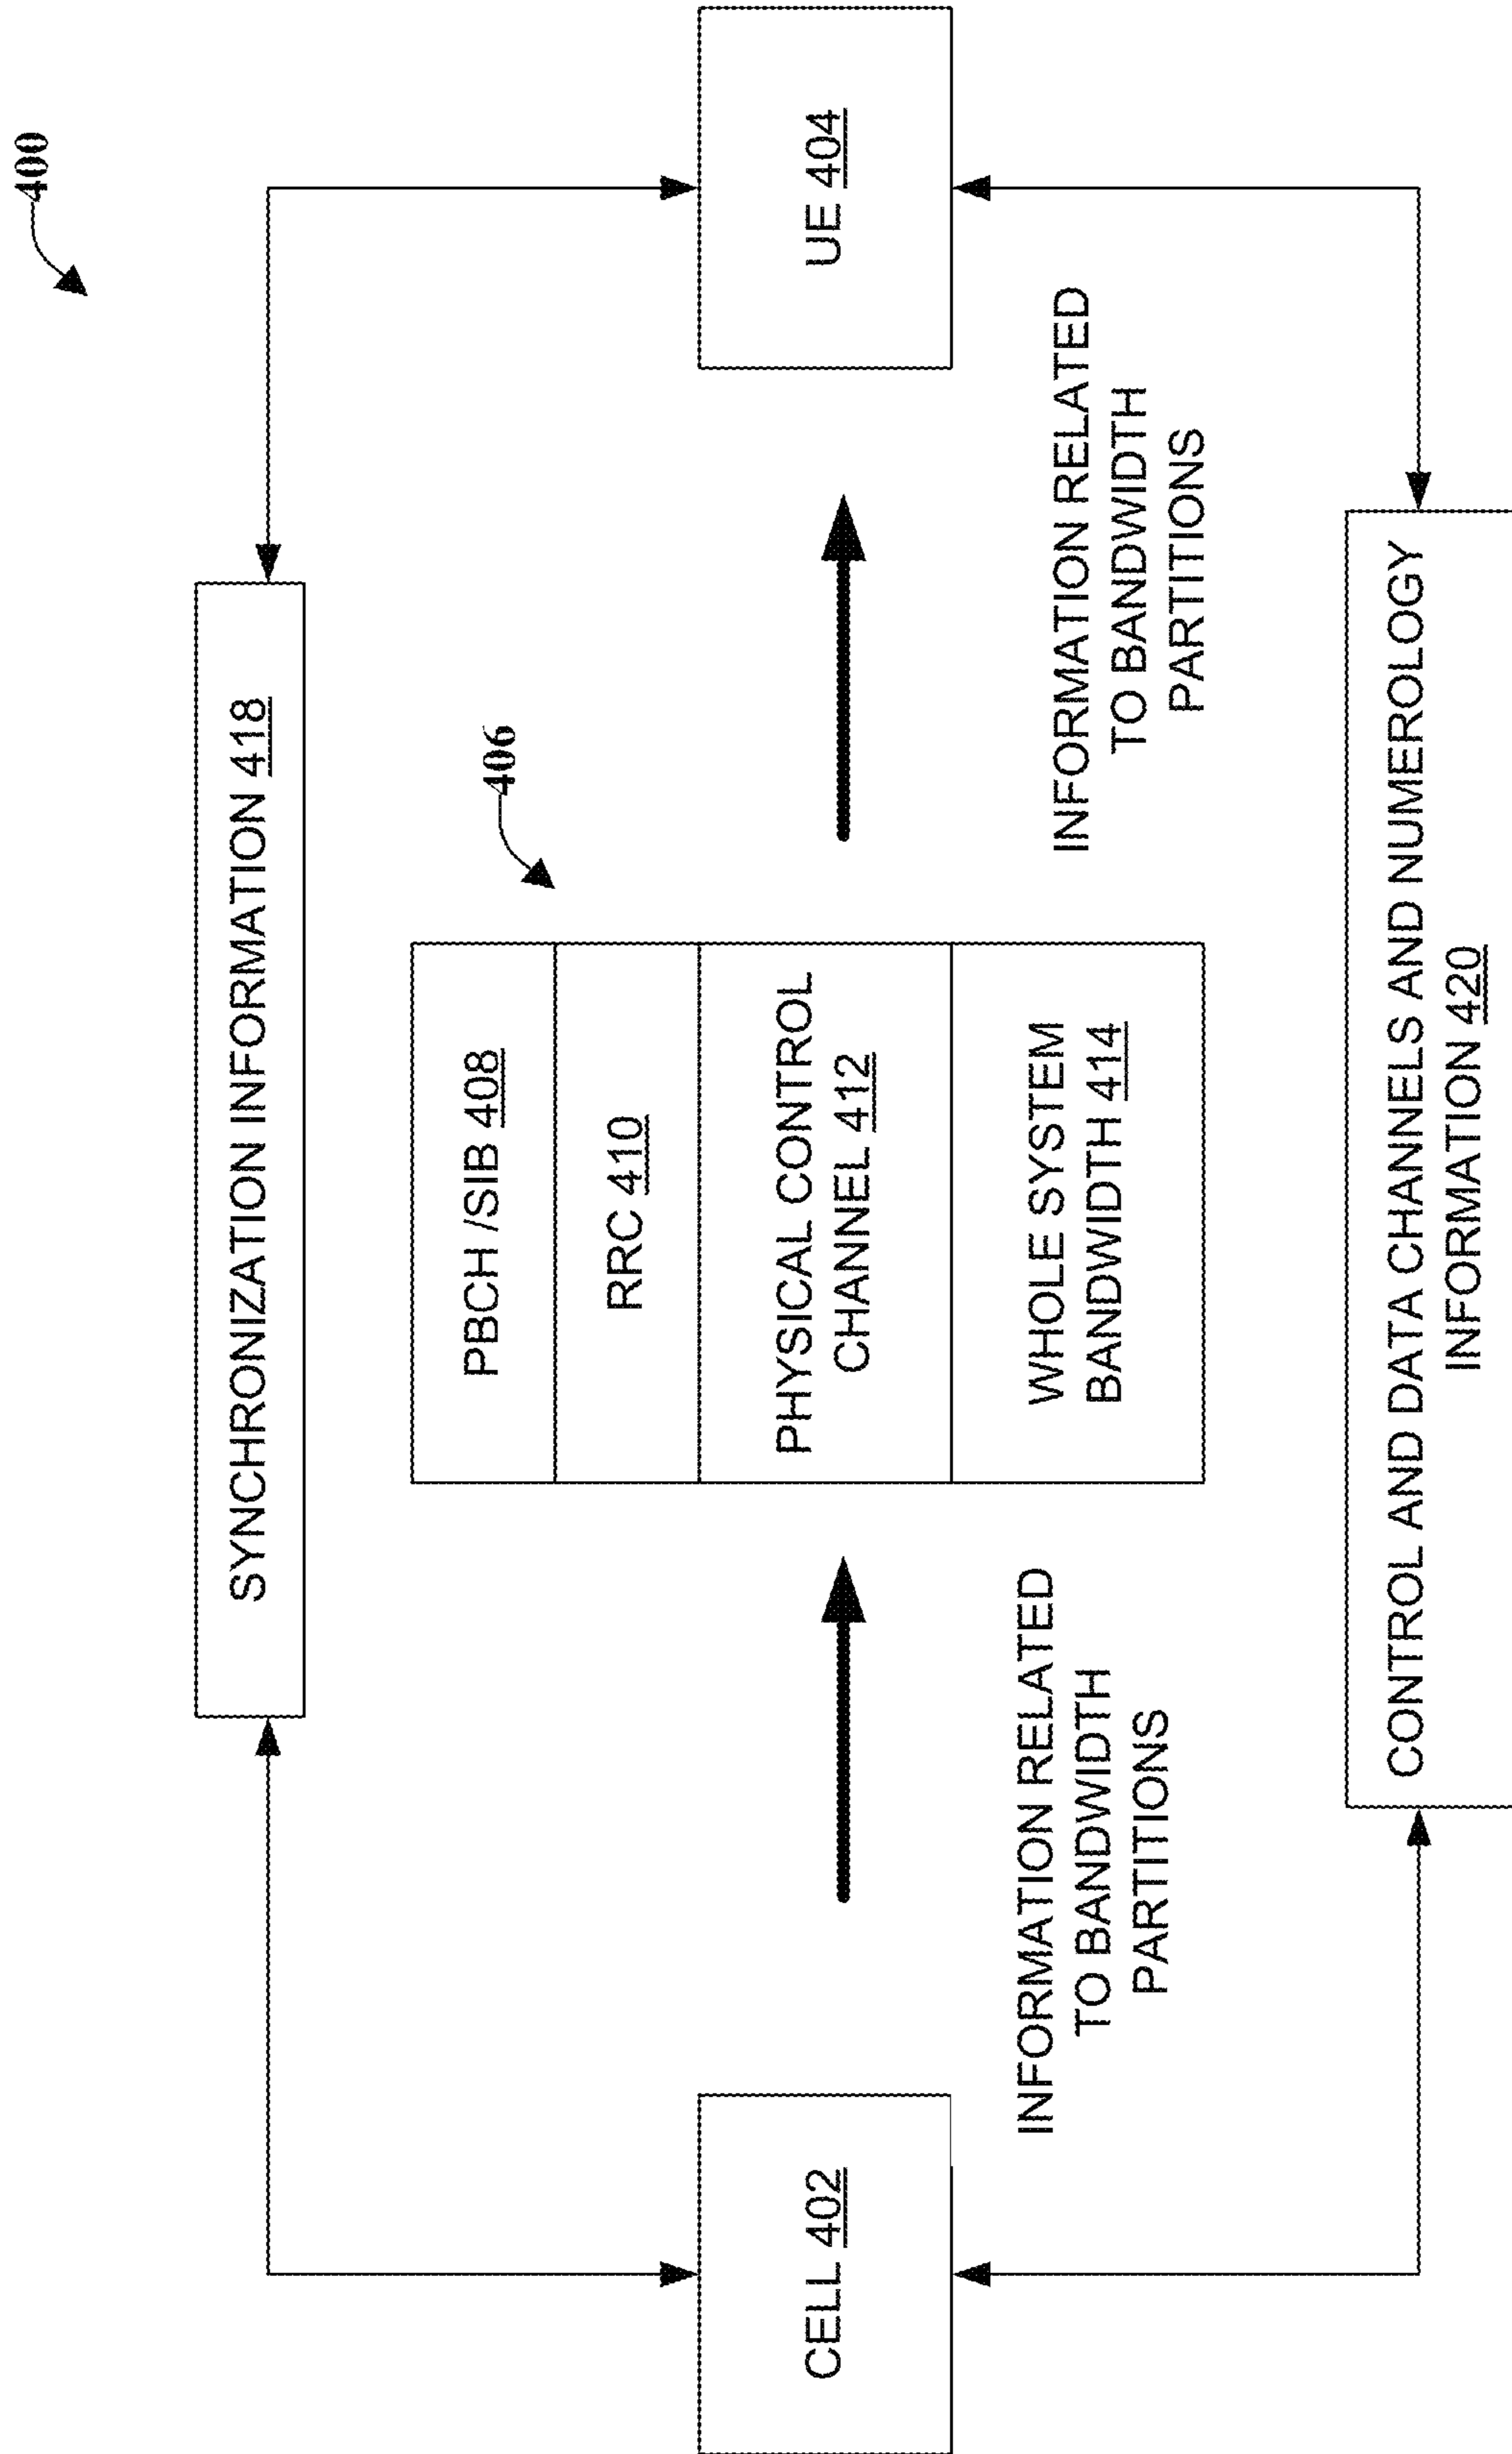 400
SYNCHRONIZATION INFORMATION 418
406
PBCH /SIB 408
RRC 410
PHYSICAL CONTROL
CHANNEL 412
WHOLE SYSTEM
BANDWIDTH 414
CELL 402
UE 404
INFORMATION RELATED
TO BANDWIDTH
PARTITIONS
INFORMATION RELATED
TO BANDWIDTH
PARTITIONS
CONTROL AND DATA CHANNELS AND NUMEROLOGY
INFORMATION 420